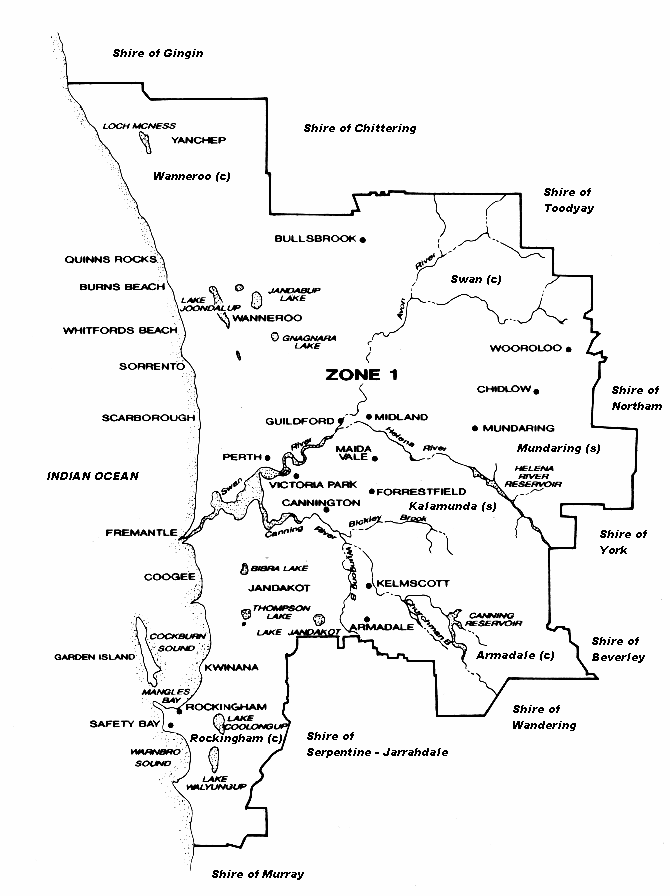 Shire of Gingin
LOCH MCNESS
YANCHEP
Shire of Chittering
Wanneroo (c)
Shire of
Toodyay
BULLSBROOK
QUINNS ROCKS
River
Swan (c)
BURNS BEACH
LAKE
JOONDALUP
JANDABUP
LAKE
Avon
WANNEROO
WHITFORDS BEACH
GNAGNARA
LAKE
WOOROLOO
SORRENTO
ZONE 1
CHIDLOW
Shire of
Northam
SCARBOROUGH
GUILDFORD
MIDLAND
MUNDARING
Helena
River
River
PERTH
MAIDA
VALE
Mundaring (s)
INDIAN OCEAN
Swan
VICTORIA PARK
HELENA
RIVER
RESERVOIR
FORRESTFIELD
CANNINGTON
Kalamunda (s)
Bickley
Brook
FREMANTLE
Canning
River
Shire of
York
Wungong B
BIBRA LAKE
COOGEE
JANDAKOT
KELMSCOTT
THOMPSON
LAKE
Churchman B
CANNING
RESERVOIR
LAKE JANDAKOT
ARMADALE
COCKBURN
SOUND
GARDEN ISLAND
Armadale (c)
Shire of
Beverley
KWINANA
MANGLES
BAY
ROCKINGHAM
SAFETY BAY
LAKE
COOLONGUP
Rockingham (c)
Shire of
Wandering
Shire of
Serpentine - Jarrahdale
WARNBRO
SOUND
LAKE
WALYUNGUP
Shire of Murray